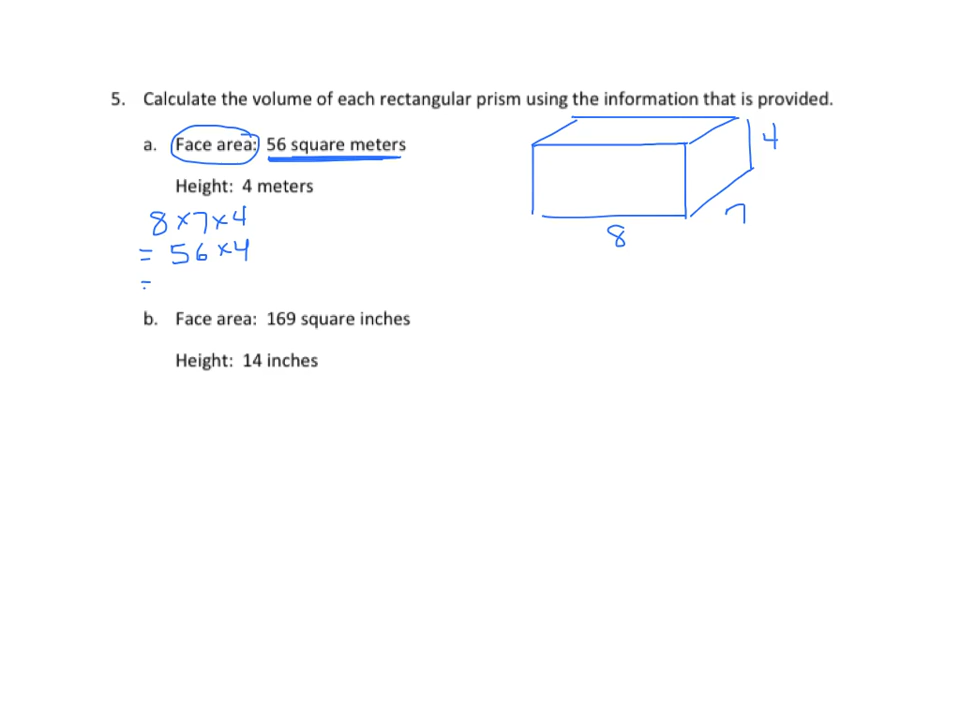 5. Calculate the volume of each rectangular prism using the information that is provided.
a. Face area: 56 square meters
4
Height: 4 meters
8 × 7 × 4
7
8
= 56 × 4
=
b. Face area: 169 square inches
Height: 14 inches